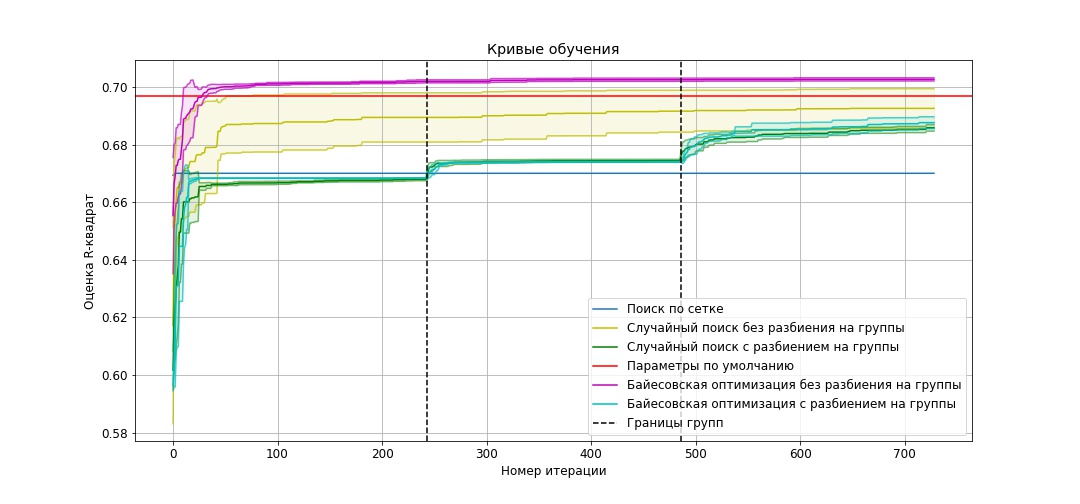 Кривые обучения
Оценка R-квадрат
0.70
0.68
0.66
0.64
0.62
0.60
0.58
Поиск по сетке
Случайный поиск без разбиения на группы
Случайный поиск с разбиением на группы
Параметры по умолчанию
Байесовская оптимизация без разбиения на группы
Байесовская оптимизация с разбиением на группы
Границы групп
0 100 200 300 400 500 600 700
Номер итерации